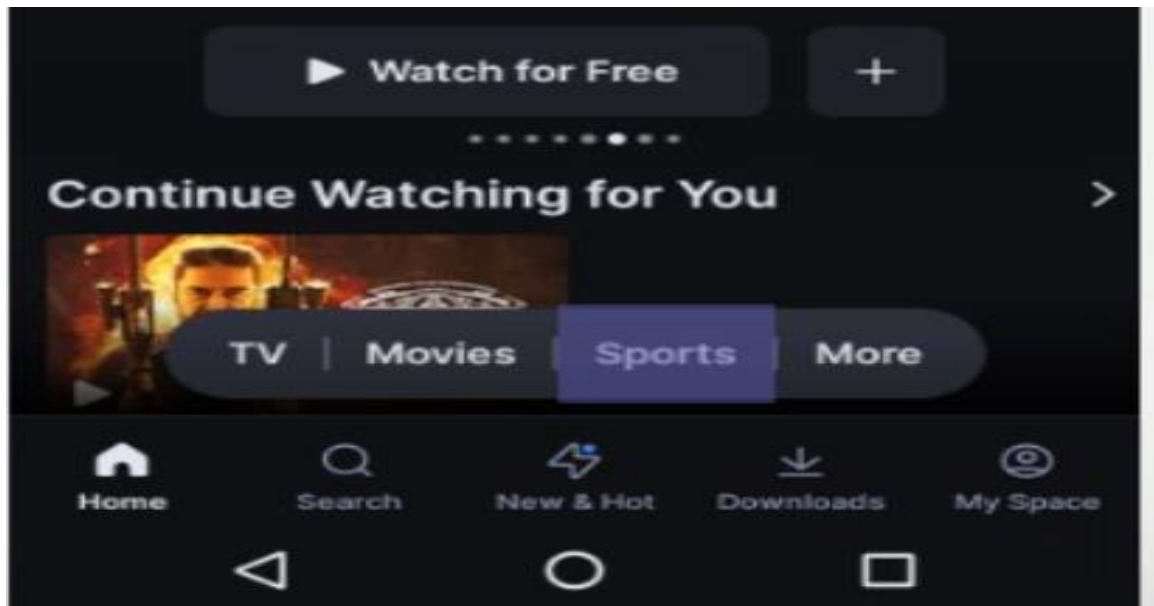 Watch for Free
Continue Watching for You
TV | Movies | Sports | More
Home Search New & Hot Downloads My Space